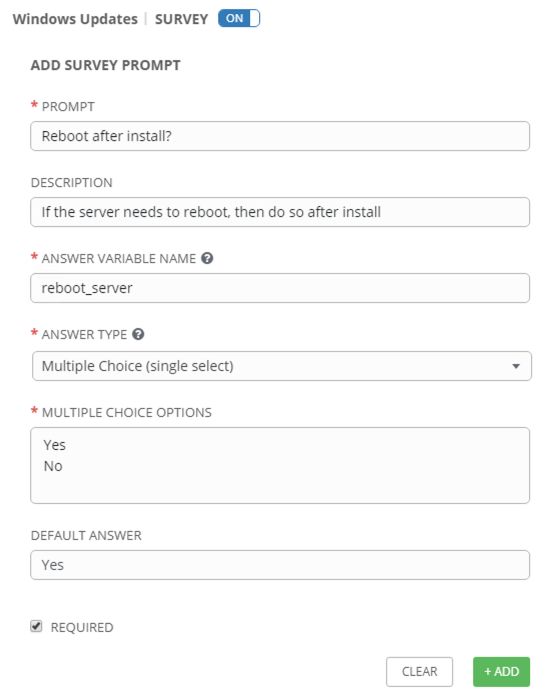 Windows Updates | SURVEY ON
ADD SURVEY PROMPT
* PROMPT
Reboot after install?
DESCRIPTION
If the server needs to reboot, then do so after install
* ANSWER VARIABLE NAME ?
reboot_server
* ANSWER TYPE ?
Multiple Choice (single select)
* MULTIPLE CHOICE OPTIONS
Yes
No
DEFAULT ANSWER
Yes
REQUIRED
CLEAR + ADD